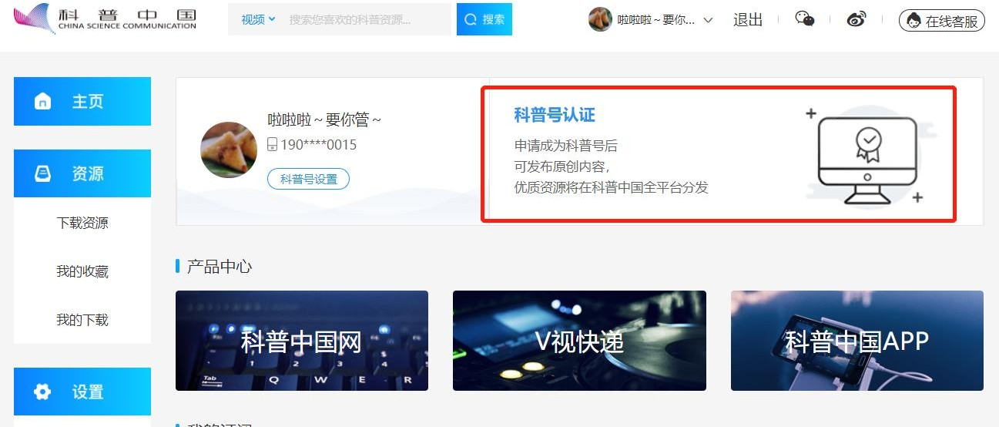 科普中国
CHINA SCIENCE COMMUNICATION
视频 搜索您喜欢的科普资源... 搜索
啦啦啦～要你... 退出 在线客服
主页
资源
下载资源
我的收藏
我的下载
设置
啦啦啦～要你管～
190****0015
科普号设置
科普号认证
申请成为科普号后
可发布原创内容，
优质资源将在科普中国全平台分发
产品中心
科普中国网
1 2 3 4
Tab Q W E R
V视快递
科普中国APP